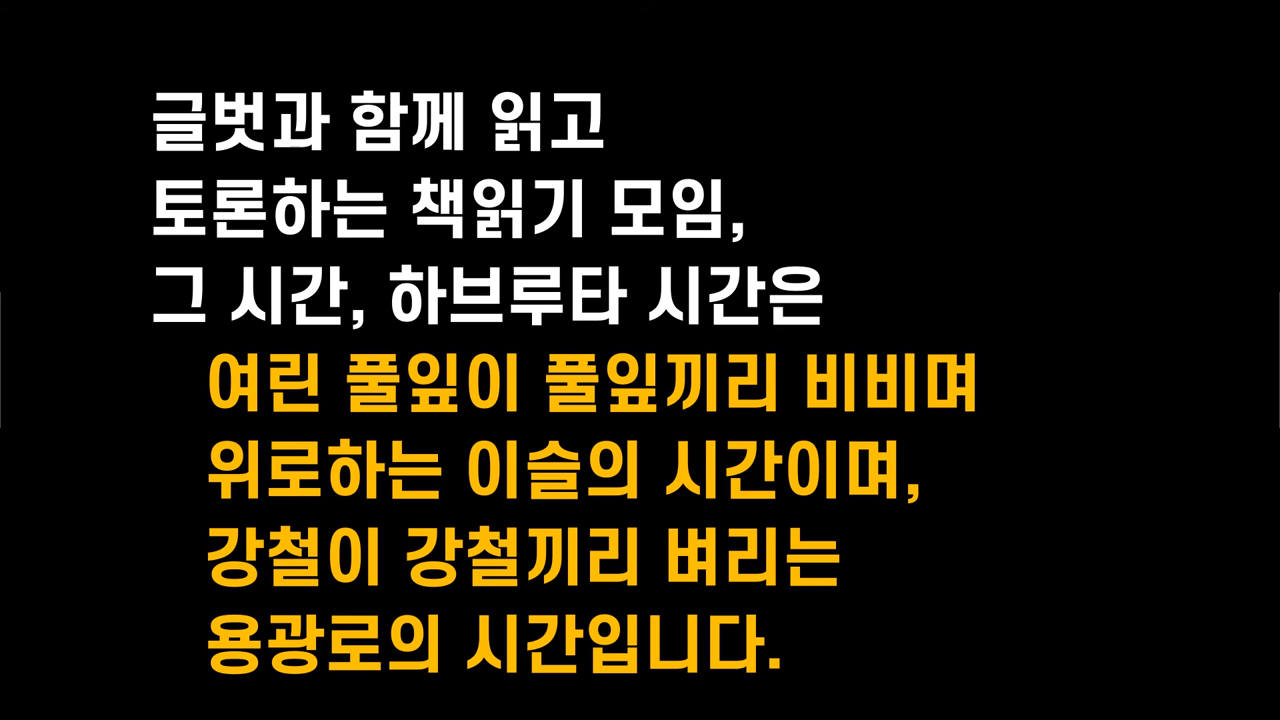 글벗과 함께 읽고
토론하는 책읽기 모임,
그 시간, 하브루타 시간은
여린 풀잎이 풀잎끼리 비비며
위로하는 이슬의 시간이며,
강철이 강철끼리 벼리는
용광로의 시간입니다.